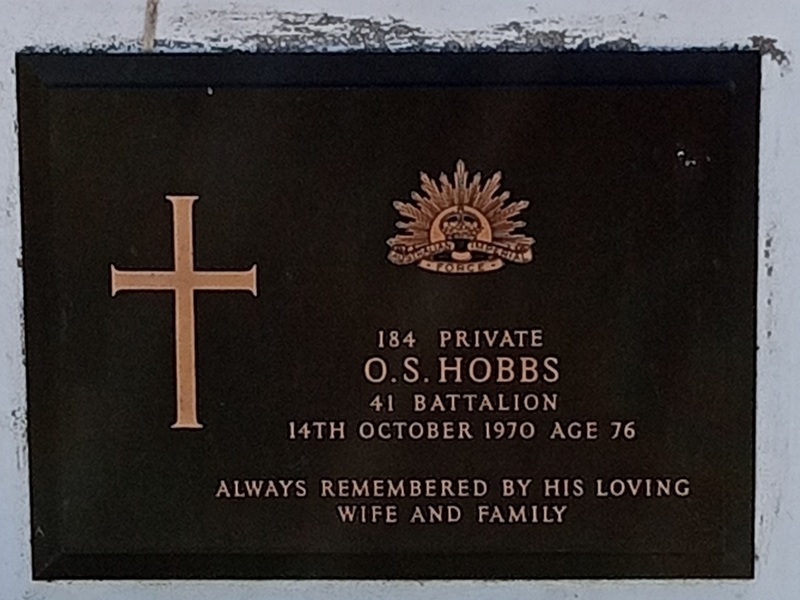 AUSTRALIAN IMPERIAL
FORCE
184 PRIVATE
O.S. HOBBS
41 BATTALION
14TH OCTOBER 1970 AGE 76
ALWAYS REMEMBERED BY HIS LOVING
WIFE AND FAMILY